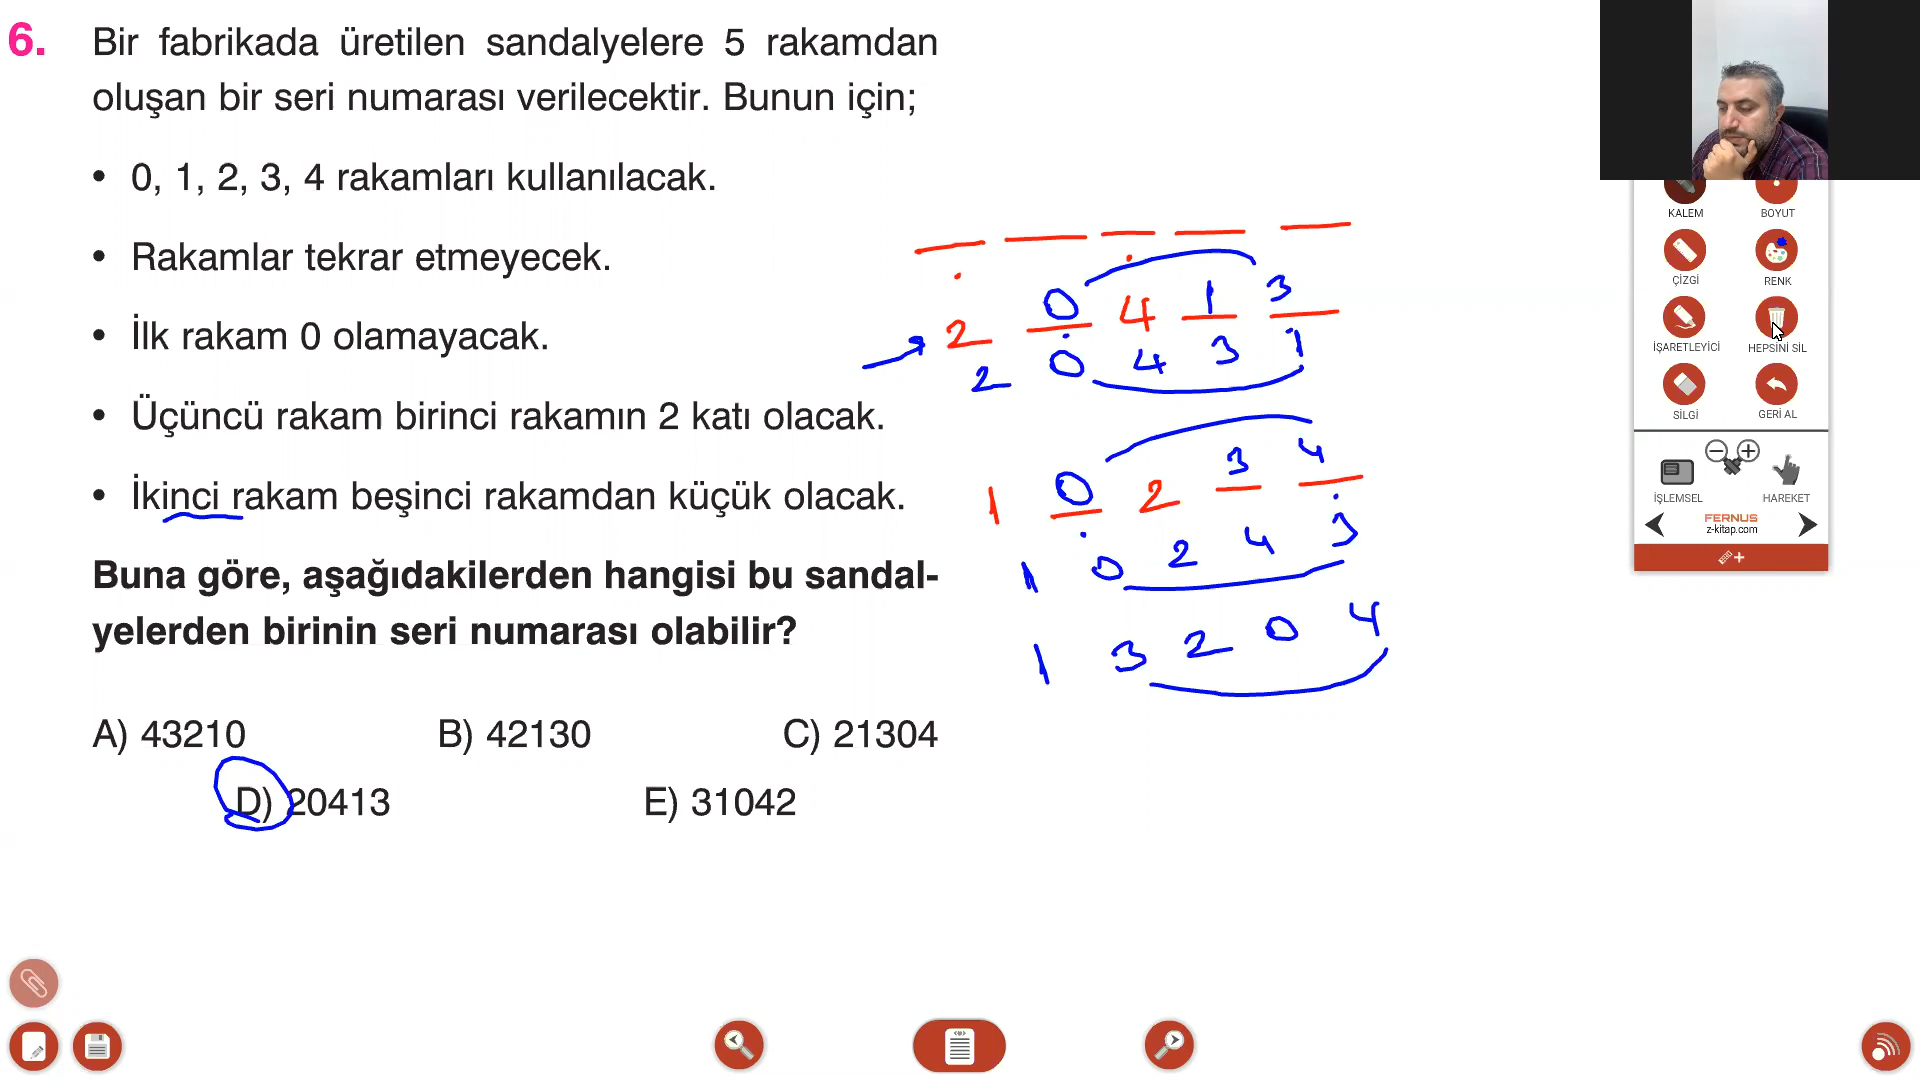 6. Bir fabrikada üretilen sandalyelere 5 rakamdan
oluşan bir seri numarası verilecektir. Bunun için;
• 0, 1, 2, 3, 4 rakamları kullanılacak.
• Rakamlar tekrar etmeyecek.
• İlk rakam 0 olamayacak.
• Üçüncü rakam birinci rakamın 2 katı olacak.
• İkinci rakam beşinci rakamdan küçük olacak.
Buna göre, aşağıdakilerden hangisi bu sandal-
yelerden birinin seri numarası olabilir?
A) 43210 B) 42130 C) 21304
D) 20413 E) 31042
2 0 4 1 3
2 0 4 3 1
1 0 2 3 4
1 0 2 4 3
1 3 2 0 4
KALEM BOYUT
ÇİZGİ RENK
İŞARETLEYİCİ HEPSİNİ SİL
SİLGİ GERİ AL
İŞLEMSEL HAREKET
FERNUS
z-kitap.com